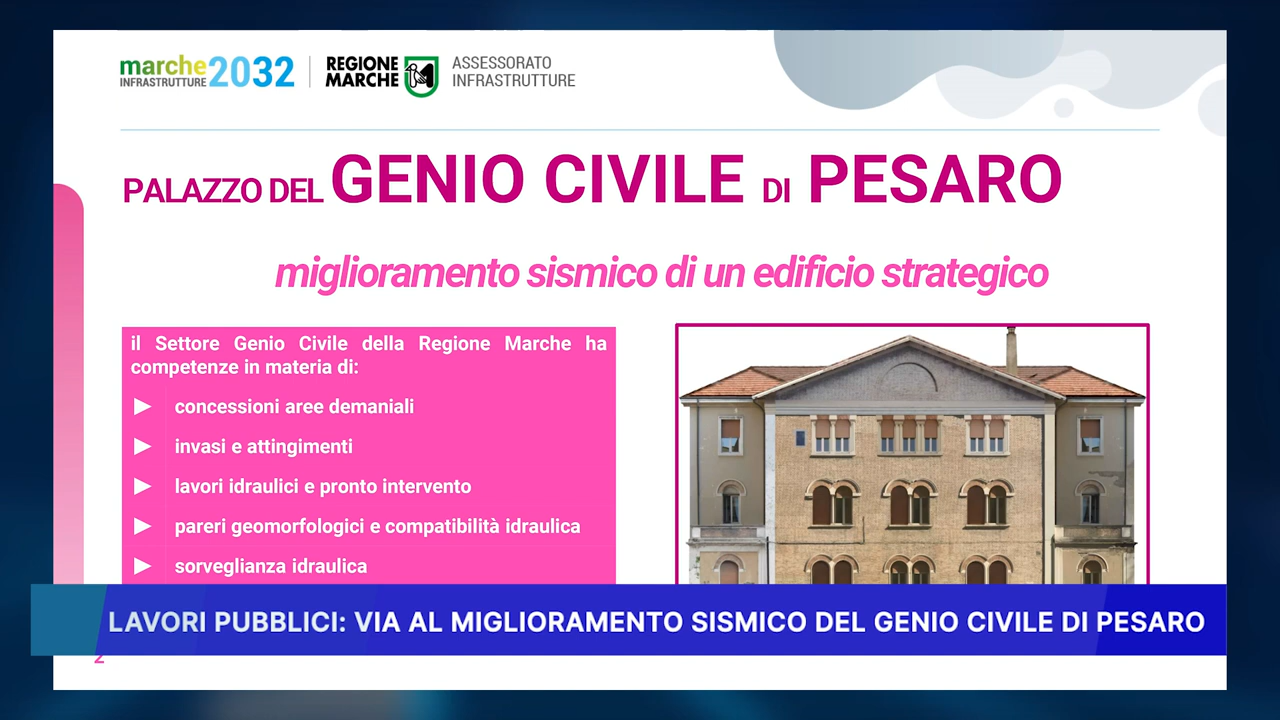 marche2032
INFRASTRUTTURE
REGIONE
MARCHE
ASSESSORATO
INFRASTRUTTURE
PALAZZO DEL GENIO CIVILE DI PESARO
miglioramento sismico di un edificio strategico
il Settore Genio Civile della Regione Marche ha
competenze in materia di:
concessioni aree demaniali
invasi e attingimenti
lavori idraulici e pronto intervento
pareri geomorfologici e compatibilità idraulica
sorveglianza idraulica
LAVORI PUBBLICI: VIA AL MIGLIORAMENTO SISMICO DEL GENIO CIVILE DI PESARO
2